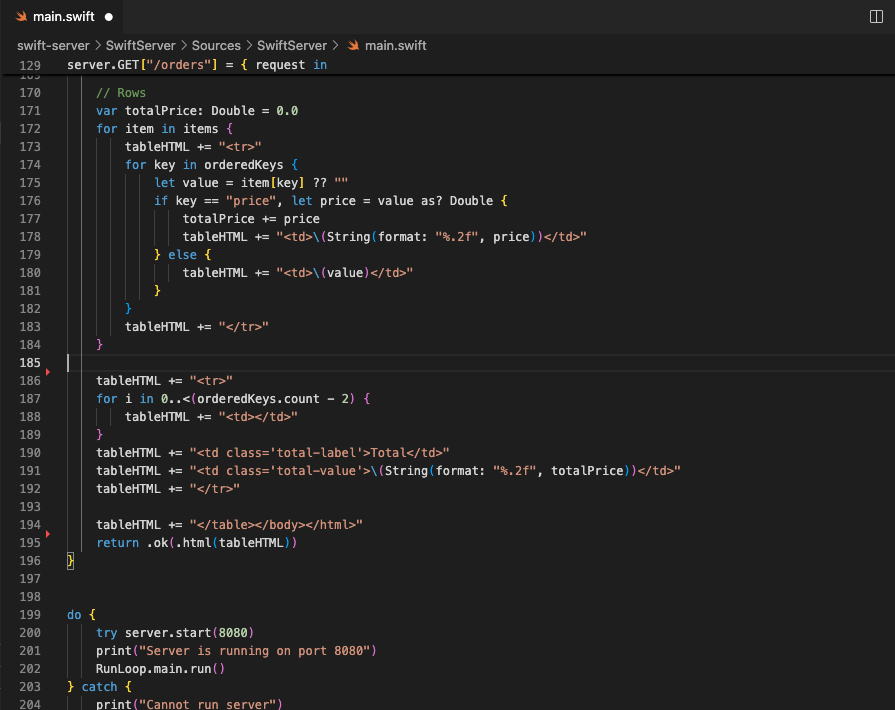 main.swift
swift-server > SwiftServer > Sources > SwiftServer > main.swift
129 server.GET["/orders"] = { request in
169
170 // Rows
171 var totalPrice: Double = 0.0
172 for item in items {
173 tableHTML += "<tr>"
174 for key in orderedKeys {
175 let value = item[key] ?? ""
176 if key == "price", let price = value as? Double {
177 totalPrice += price
178 tableHTML += "<td>\(String(format: "%.2f", price))</td>"
179 } else {
180 tableHTML += "<td>\(value)</td>"
181 }
182 }
183 tableHTML += "</tr>"
184 }
185
186 tableHTML += "<tr>"
187 for i in 0..<(orderedKeys.count - 2) {
188 tableHTML += "<td></td>"
189 }
190 tableHTML += "<td class='total-label'>Total</td>"
191 tableHTML += "<td class='total-value'>\(String(format: "%.2f", totalPrice))</td>"
192 tableHTML += "</tr>"
193
194 tableHTML += "</table></body></html>"
195 return .ok(.html(tableHTML))
196 }
197
198
199 do {
200 try server.start(8080)
201 print("Server is running on port 8080")
202 RunLoop.main.run()
203 } catch {
204 print("Cannot run server")